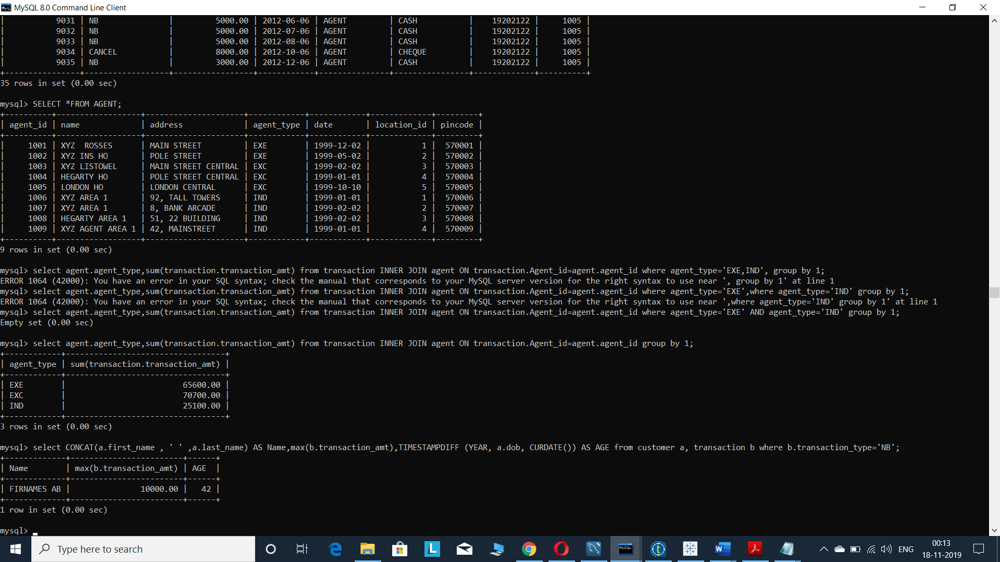 MySQL 8.0 Command Line Client
|           9031 | NB               |         5000.00 | 2012-06-06 | AGENT         | CASH           |    19202122 |     1005 |
|           9032 | NB               |         5000.00 | 2012-07-06 | AGENT         | CASH           |    19202122 |     1005 |
|           9033 | NB               |         5000.00 | 2012-08-06 | AGENT         | CASH           |    19202122 |     1005 |
|           9034 | CANCEL           |         8000.00 | 2012-10-06 | AGENT         | CHEQUE         |    19202122 |     1005 |
|           9035 | NB               |         3000.00 | 2012-12-06 | AGENT         | CASH           |    19202122 |     1005 |
+----------------+------------------+-----------------+------------+---------------+----------------+-------------+----------+
35 rows in set (0.00 sec)
mysql> SELECT *FROM AGENT;
+----------+------------------+---------------------+------------+------------+-------------+---------+
| agent_id | name             | address             | agent_type | date       | location_id | pincode |
+----------+------------------+---------------------+------------+------------+-------------+---------+
|     1001 | XYZ  ROSSES      | MAIN STREET         | EXE        | 1999-12-02 |           1 |  570001 |
|     1002 | XYZ INS HO       | POLE STREET         | EXE        | 1999-05-02 |           2 |  570002 |
|     1003 | XYZ LISTOWEL     | MAIN STREET CENTRAL | EXC        | 1999-02-02 |           3 |  570003 |
|     1004 | HEGARTY HO       | POLE STREET CENTRAL | EXC        | 1999-01-01 |           4 |  570004 |
|     1005 | LONDON HO        | LONDON CENTRAL      | EXC        | 1999-10-10 |           5 |  570005 |
|     1006 | XYZ AREA 1       | 92, TALL TOWERS     | IND        | 1999-01-01 |           1 |  570006 |
|     1007 | XYZ AREA 1       | 8, BANK ARCADE      | IND        | 1999-02-02 |           2 |  570007 |
|     1008 | HEGARTY AREA 1   | 51, 22 BUILDING     | IND        | 1999-02-02 |           3 |  570008 |
|     1009 | XYZ AGENT AREA 1 | 42, MAINSTREET      | IND        | 1999-01-01 |           4 |  570009 |
+----------+------------------+---------------------+------------+------------+-------------+---------+
9 rows in set (0.00 sec)
mysql> select agent.agent_type,sum(transaction.transaction_amt) from transaction INNER JOIN agent ON transaction.Agent_id=agent.agent_id where agent_type='EXE,IND', group by 1;
ERROR 1064 (42000): You have an error in your SQL syntax; check the manual that corresponds to your MySQL server version for the right syntax to use near ', group by 1' at line 1
mysql> select agent.agent_type,sum(transaction.transaction_amt) from transaction INNER JOIN agent ON transaction.Agent_id=agent.agent_id where agent_type='EXE',where agent_type='IND' group by 1;
ERROR 1064 (42000): You have an error in your SQL syntax; check the manual that corresponds to your MySQL server version for the right syntax to use near ',where agent_type='IND' group by 1' at line 1
mysql> select agent.agent_type,sum(transaction.transaction_amt) from transaction INNER JOIN agent ON transaction.Agent_id=agent.agent_id where agent_type='EXE' AND agent_type='IND' group by 1;
Empty set (0.00 sec)
mysql> select agent.agent_type,sum(transaction.transaction_amt) from transaction INNER JOIN agent ON transaction.Agent_id=agent.agent_id group by 1;
+------------+----------------------------------+
| agent_type | sum(transaction.transaction_amt) |
+------------+----------------------------------+
| EXE        |                         65600.00 |
| EXC        |                         70700.00 |
| IND        |                         25100.00 |
+------------+----------------------------------+
3 rows in set (0.00 sec)
mysql> select CONCAT(a.first_name , ' ' ,a.last_name) AS Name,max(b.transaction_amt),TIMESTAMPDIFF (YEAR, a.dob, CURDATE()) AS AGE from customer a, transaction b where b.transaction_type='NB';
+-------------+------------------------+------+
| Name        | max(b.transaction_amt) | AGE  |
+-------------+------------------------+------+
| FIRNAMES AB |               10000.00 |   42 |
+-------------+------------------------+------+
1 row in set (0.00 sec)
mysql>
Type here to search
ENG
00:13
18-11-2019